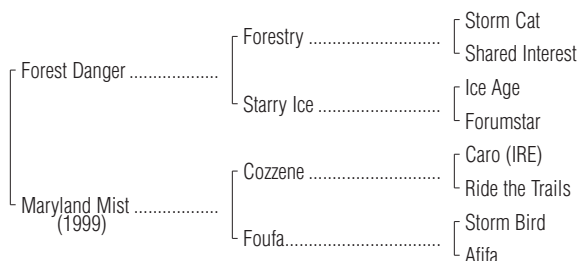 Storm Cat
Forestry
Shared Interest
Forest Danger
Ice Age
Starry Ice
Forumstar
Caro (IRE)
Cozzene
Ride the Trails
Maryland Mist
(1999)
Storm Bird
Foufa
Afifa